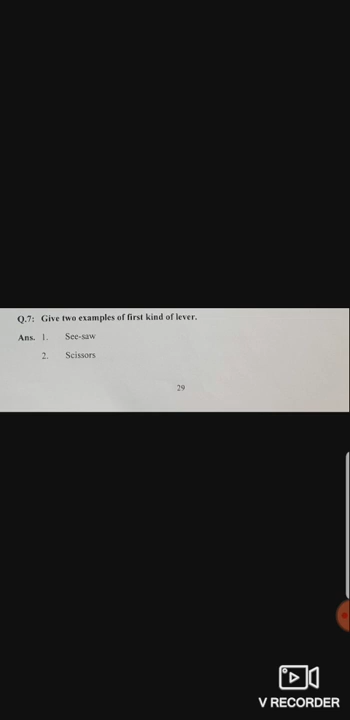 Q.7: Give two examples of first kind of lever.
Ans. 1. See-saw
2. Scissors
29
V RECORDER